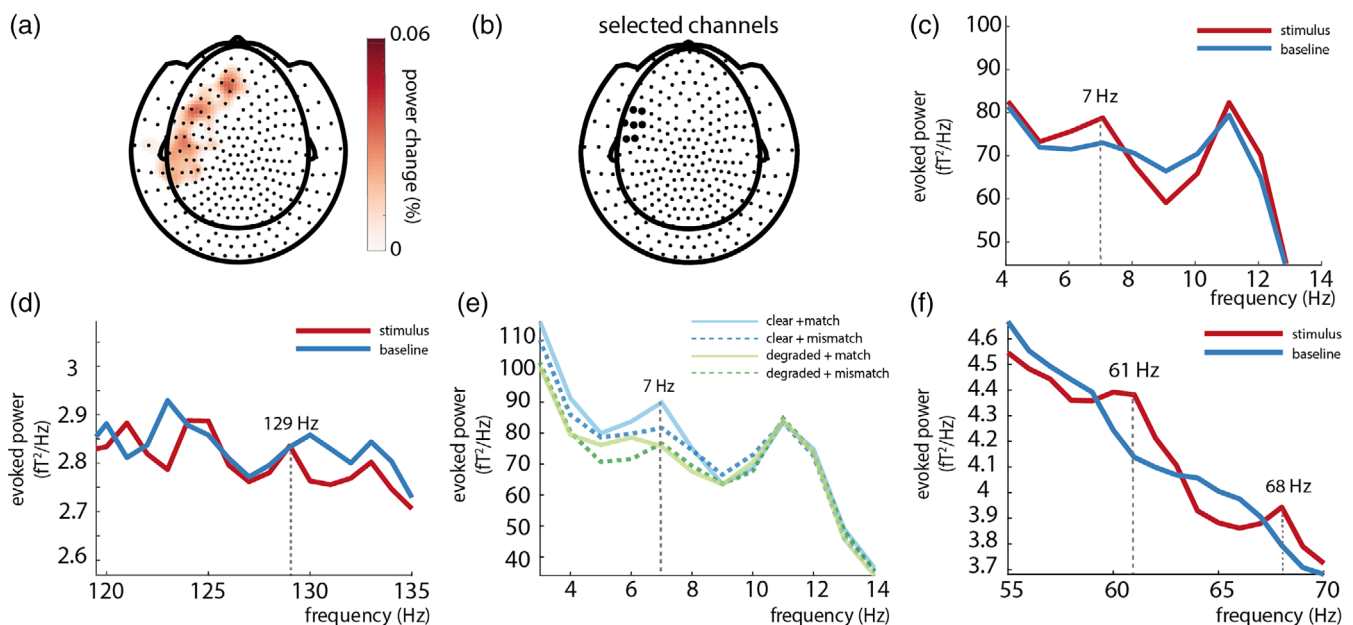 (a)
0.06
power change (%)
0
(b)
selected channels
(c)
stimulus
baseline
7 Hz
evoked power
(fT²/Hz)
100
90
80
70
60
50
4 6 8 10 12 14
frequency (Hz)
(d)
stimulus
baseline
129 Hz
evoked power
(fT²/Hz)
3
2.9
2.8
2.7
2.6
120 125 130 135
frequency (Hz)
(e)
clear +match
clear + mismatch
degraded + match
degraded + mismatch
7 Hz
evoked power
(fT²/Hz)
110
100
90
80
70
60
50
40
4 6 8 10 12 14
frequency (Hz)
(f)
stimulus
baseline
61 Hz
68 Hz
evoked power
(fT²/Hz)
4.6
4.5
4.4
4.3
4.2
4.1
4
3.9
3.8
3.7
55 60 65 70
frequency (Hz)